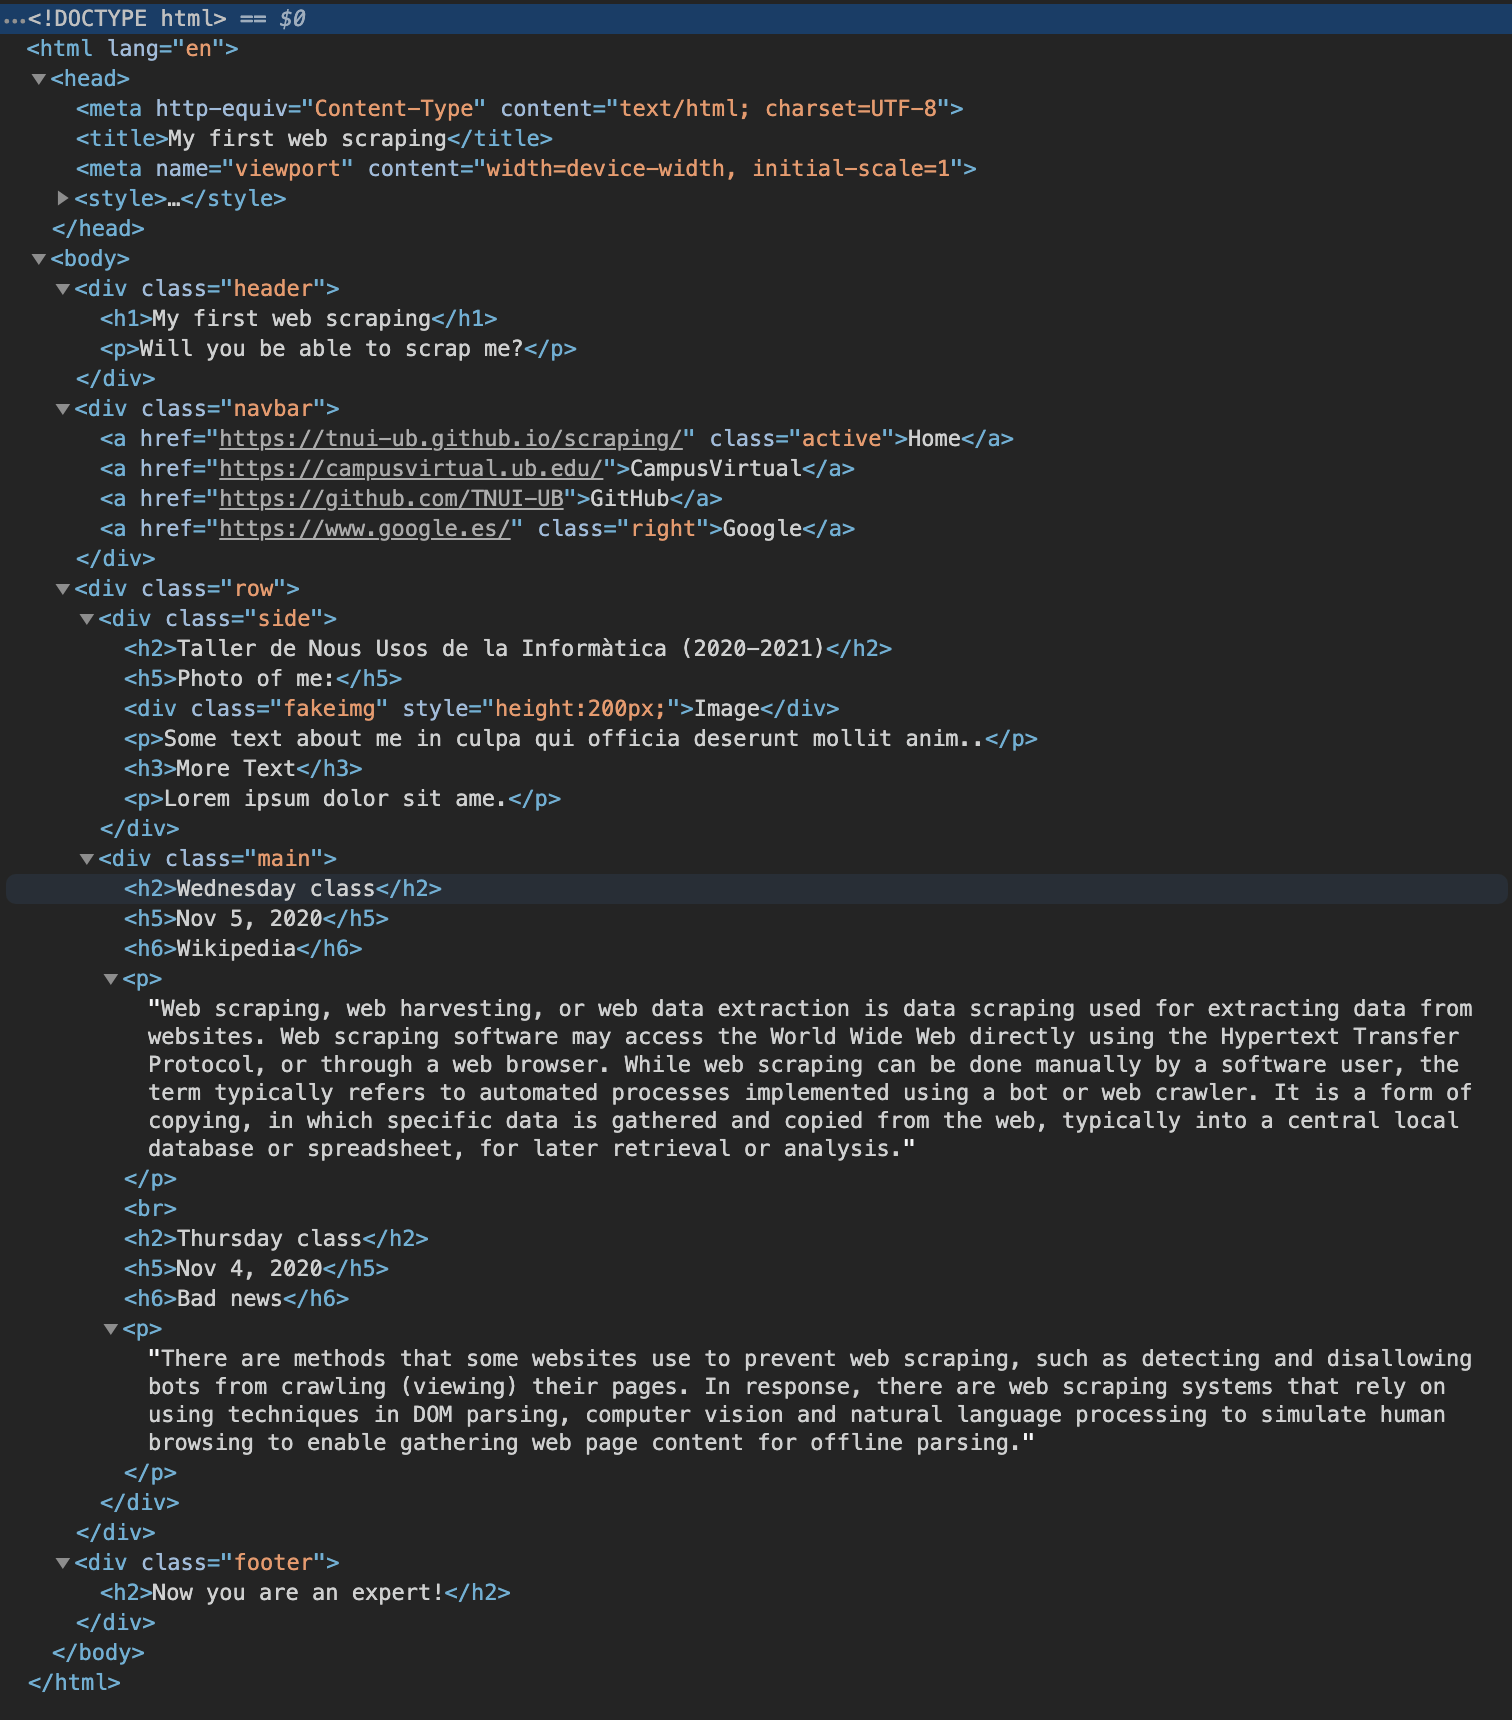 …<!DOCTYPE html> == $0
<html lang="en">
<head>
<meta http-equiv="Content-Type" content="text/html; charset=UTF-8">
<title>My first web scraping</title>
<meta name="viewport" content="width=device-width, initial-scale=1">
<style>…</style>
</head>
<body>
<div class="header">
<h1>My first web scraping</h1>
<p>Will you be able to scrap me?</p>
</div>
<div class="navbar">
<a href="https://tnui-ub.github.io/scraping/" class="active">Home</a>
<a href="https://campusvirtual.ub.edu/">CampusVirtual</a>
<a href="https://github.com/TNUI-UB">GitHub</a>
<a href="https://www.google.es/" class="right">Google</a>
</div>
<div class="row">
<div class="side">
<h2>Taller de Nous Usos de la Informàtica (2020-2021)</h2>
<h5>Photo of me:</h5>
<div class="fakeimg" style="height:200px;">Image</div>
<p>Some text about me in culpa qui officia deserunt mollit anim..</p>
<h3>More Text</h3>
<p>Lorem ipsum dolor sit ame.</p>
</div>
<div class="main">
<h2>Wednesday class</h2>
<h5>Nov 5, 2020</h5>
<h6>Wikipedia</h6>
<p>
"Web scraping, web harvesting, or web data extraction is data scraping used for extracting data from
websites. Web scraping software may access the World Wide Web directly using the Hypertext Transfer
Protocol, or through a web browser. While web scraping can be done manually by a software user, the
term typically refers to automated processes implemented using a bot or web crawler. It is a form of
copying, in which specific data is gathered and copied from the web, typically into a central local
database or spreadsheet, for later retrieval or analysis."
</p>
<br>
<h2>Thursday class</h2>
<h5>Nov 4, 2020</h5>
<h6>Bad news</h6>
<p>
"There are methods that some websites use to prevent web scraping, such as detecting and disallowing
bots from crawling (viewing) their pages. In response, there are web scraping systems that rely on
using techniques in DOM parsing, computer vision and natural language processing to simulate human
browsing to enable gathering web page content for offline parsing."
</p>
</div>
</div>
<div class="footer">
<h2>Now you are an expert!</h2>
</div>
</body>
</html>